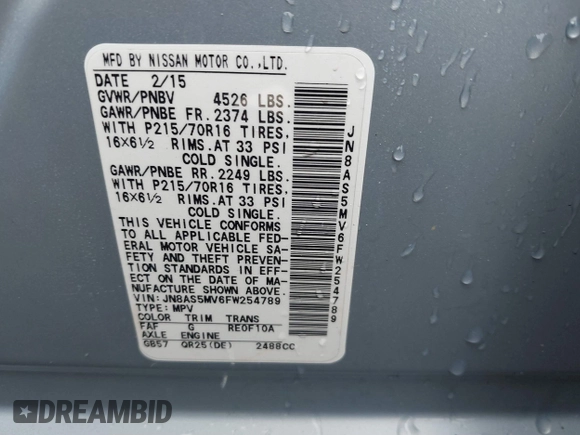 MFD BY NISSAN MOTOR CO.,LTD.
DATE 2/15
GVWR/PNBV 4526 LBS.
GAWR/PNBE FR. 2374 LBS.
WITH P215/70R16 TIRES.
16×6½ RIMS. AT 33 PSI
COLD SINGLE.
GAWR/PNBE RR. 2249 LBS.
WITH P215/70R16 TIRES.
16×6½ RIMS. AT 33 PSI
COLD SINGLE.
THIS VEHICLE CONFORMS
TO ALL APPLICABLE FED-
ERAL MOTOR VEHICLE SA-
FETY AND THEFT PREVEN-
TION STANDARDS IN EFF-
ECT ON THE DATE OF MA-
NUFACTURE SHOWN ABOVE.
VIN: JN8AS5MV6FW254789
TYPE: MPV
COLOR TRIM TRANS
FAF G RE0F10A
AXLE ENGINE
GB57 QR25(DE) 2488CC
JN8AS5MV6FW254789
DREAMBID